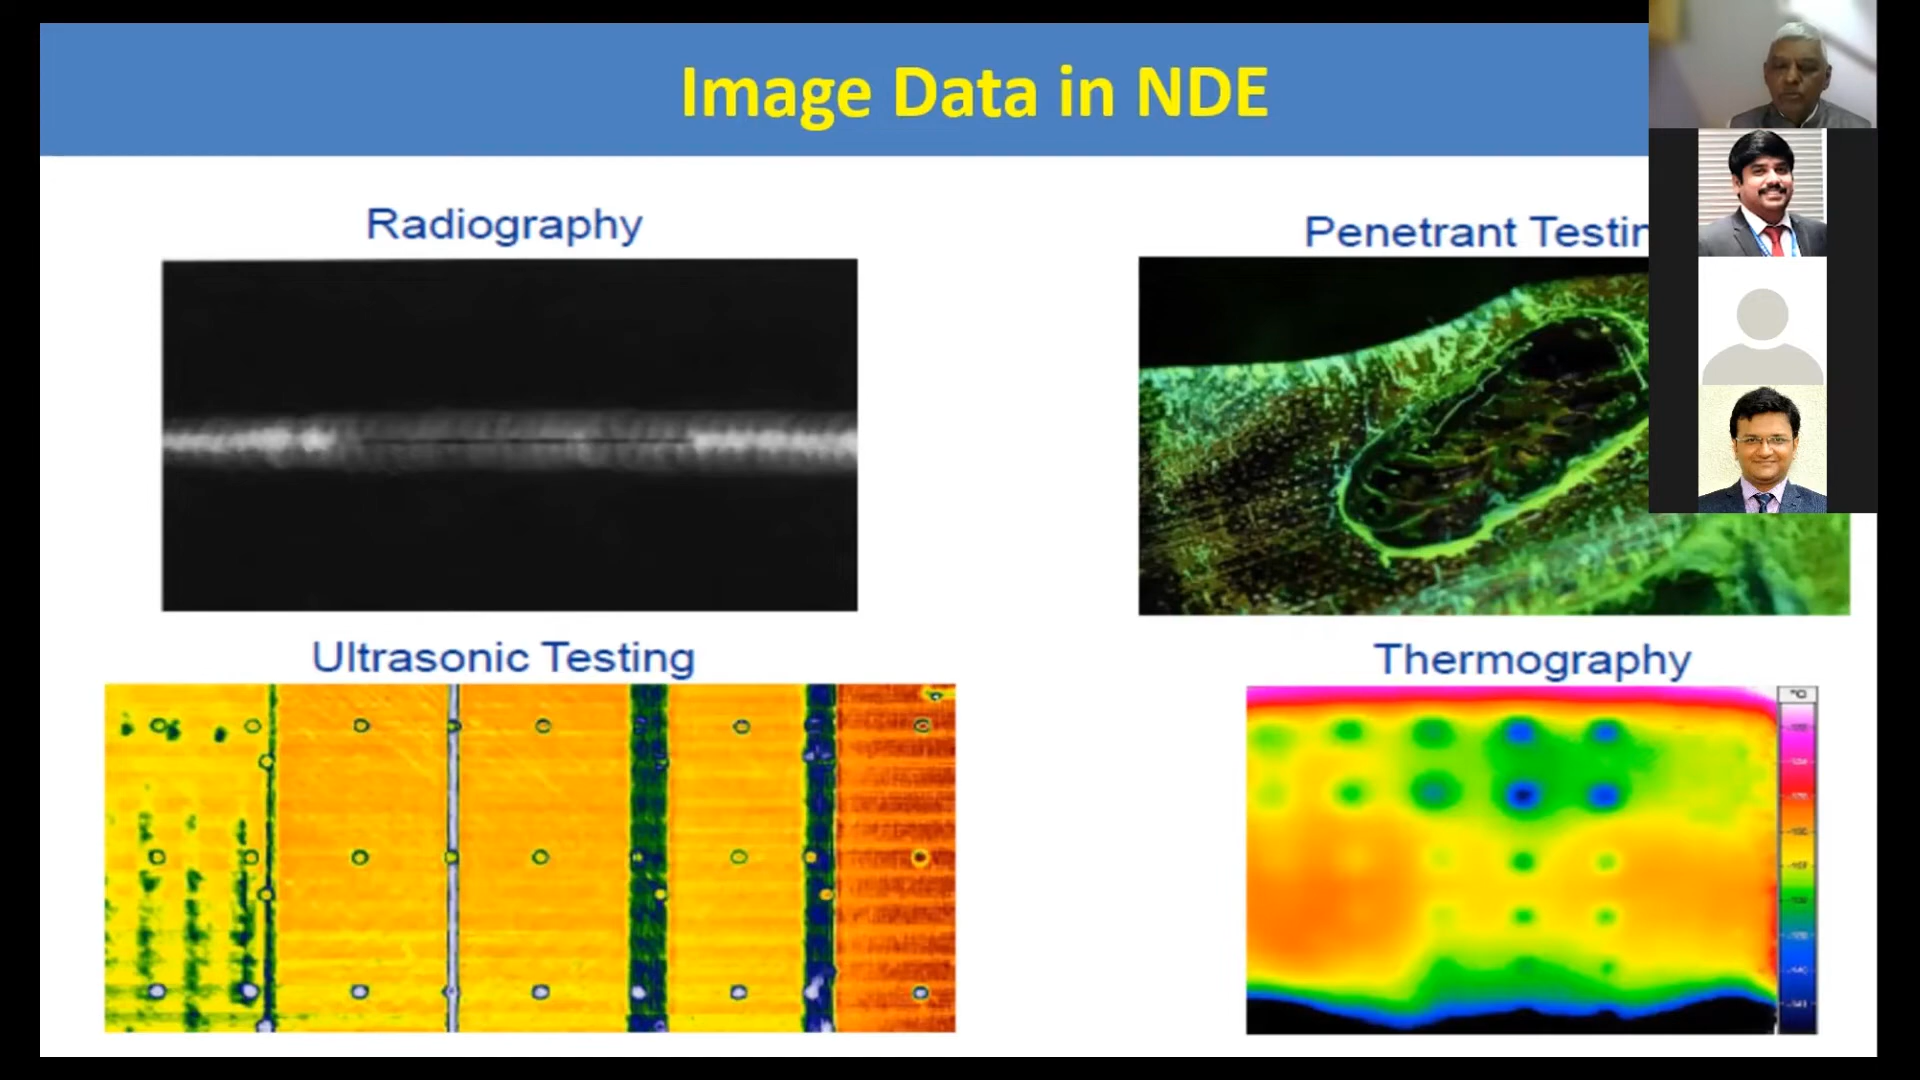 Image Data in NDE
Radiography
Penetrant Testin
Ultrasonic Testing
Thermography
°C